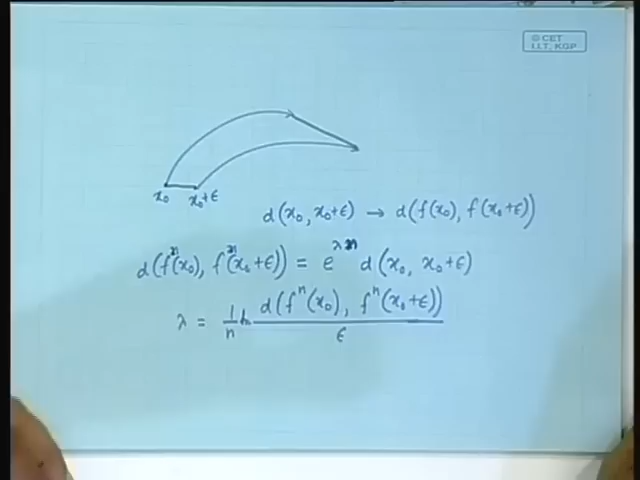 © CET
I.I.T. KGP
x₀ x₀+ε
d(x₀, x₀+ε) → d(f(x₀), f(x₀+ε))
d(fⁿ(x₀), fⁿ(x₀+ε)) = e^{λn} d(x₀, x₀+ε)
λ = 1/n ln d(fⁿ(x₀), fⁿ(x₀+ε)) / ε